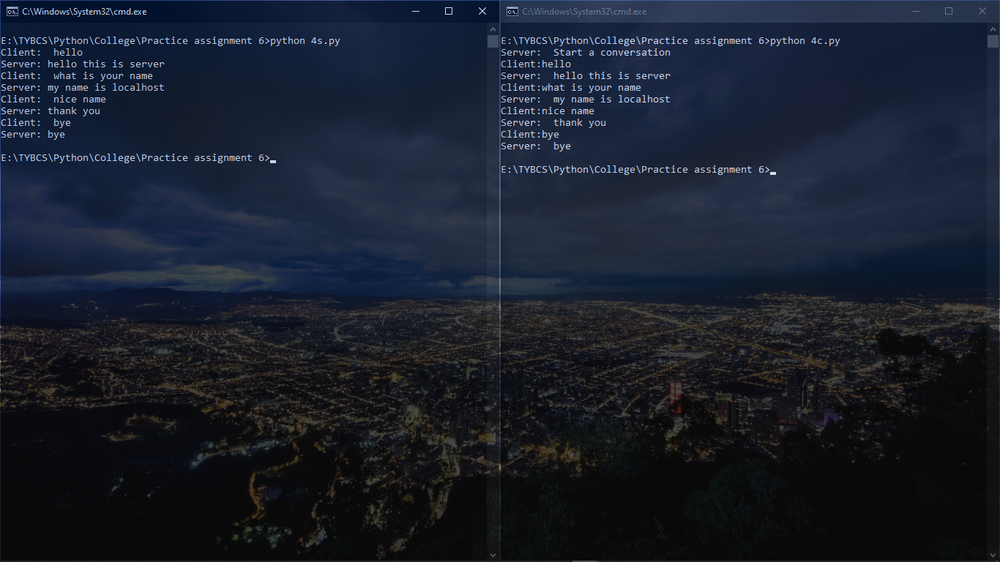 C:\Windows\System32\cmd.exe
E:\TYBCS\Python\College\Practice assignment 6>python 4s.py
Client:  hello
Server: hello this is server
Client:  what is your name
Server: my name is localhost
Client:  nice name
Server: thank you
Client:  bye
Server: bye
E:\TYBCS\Python\College\Practice assignment 6>
C:\Windows\System32\cmd.exe
E:\TYBCS\Python\College\Practice assignment 6>python 4c.py
Server:  Start a conversation
Client:hello
Server:  hello this is server
Client:what is your name
Server:  my name is localhost
Client:nice name
Server:  thank you
Client:bye
Server:  bye
E:\TYBCS\Python\College\Practice assignment 6>